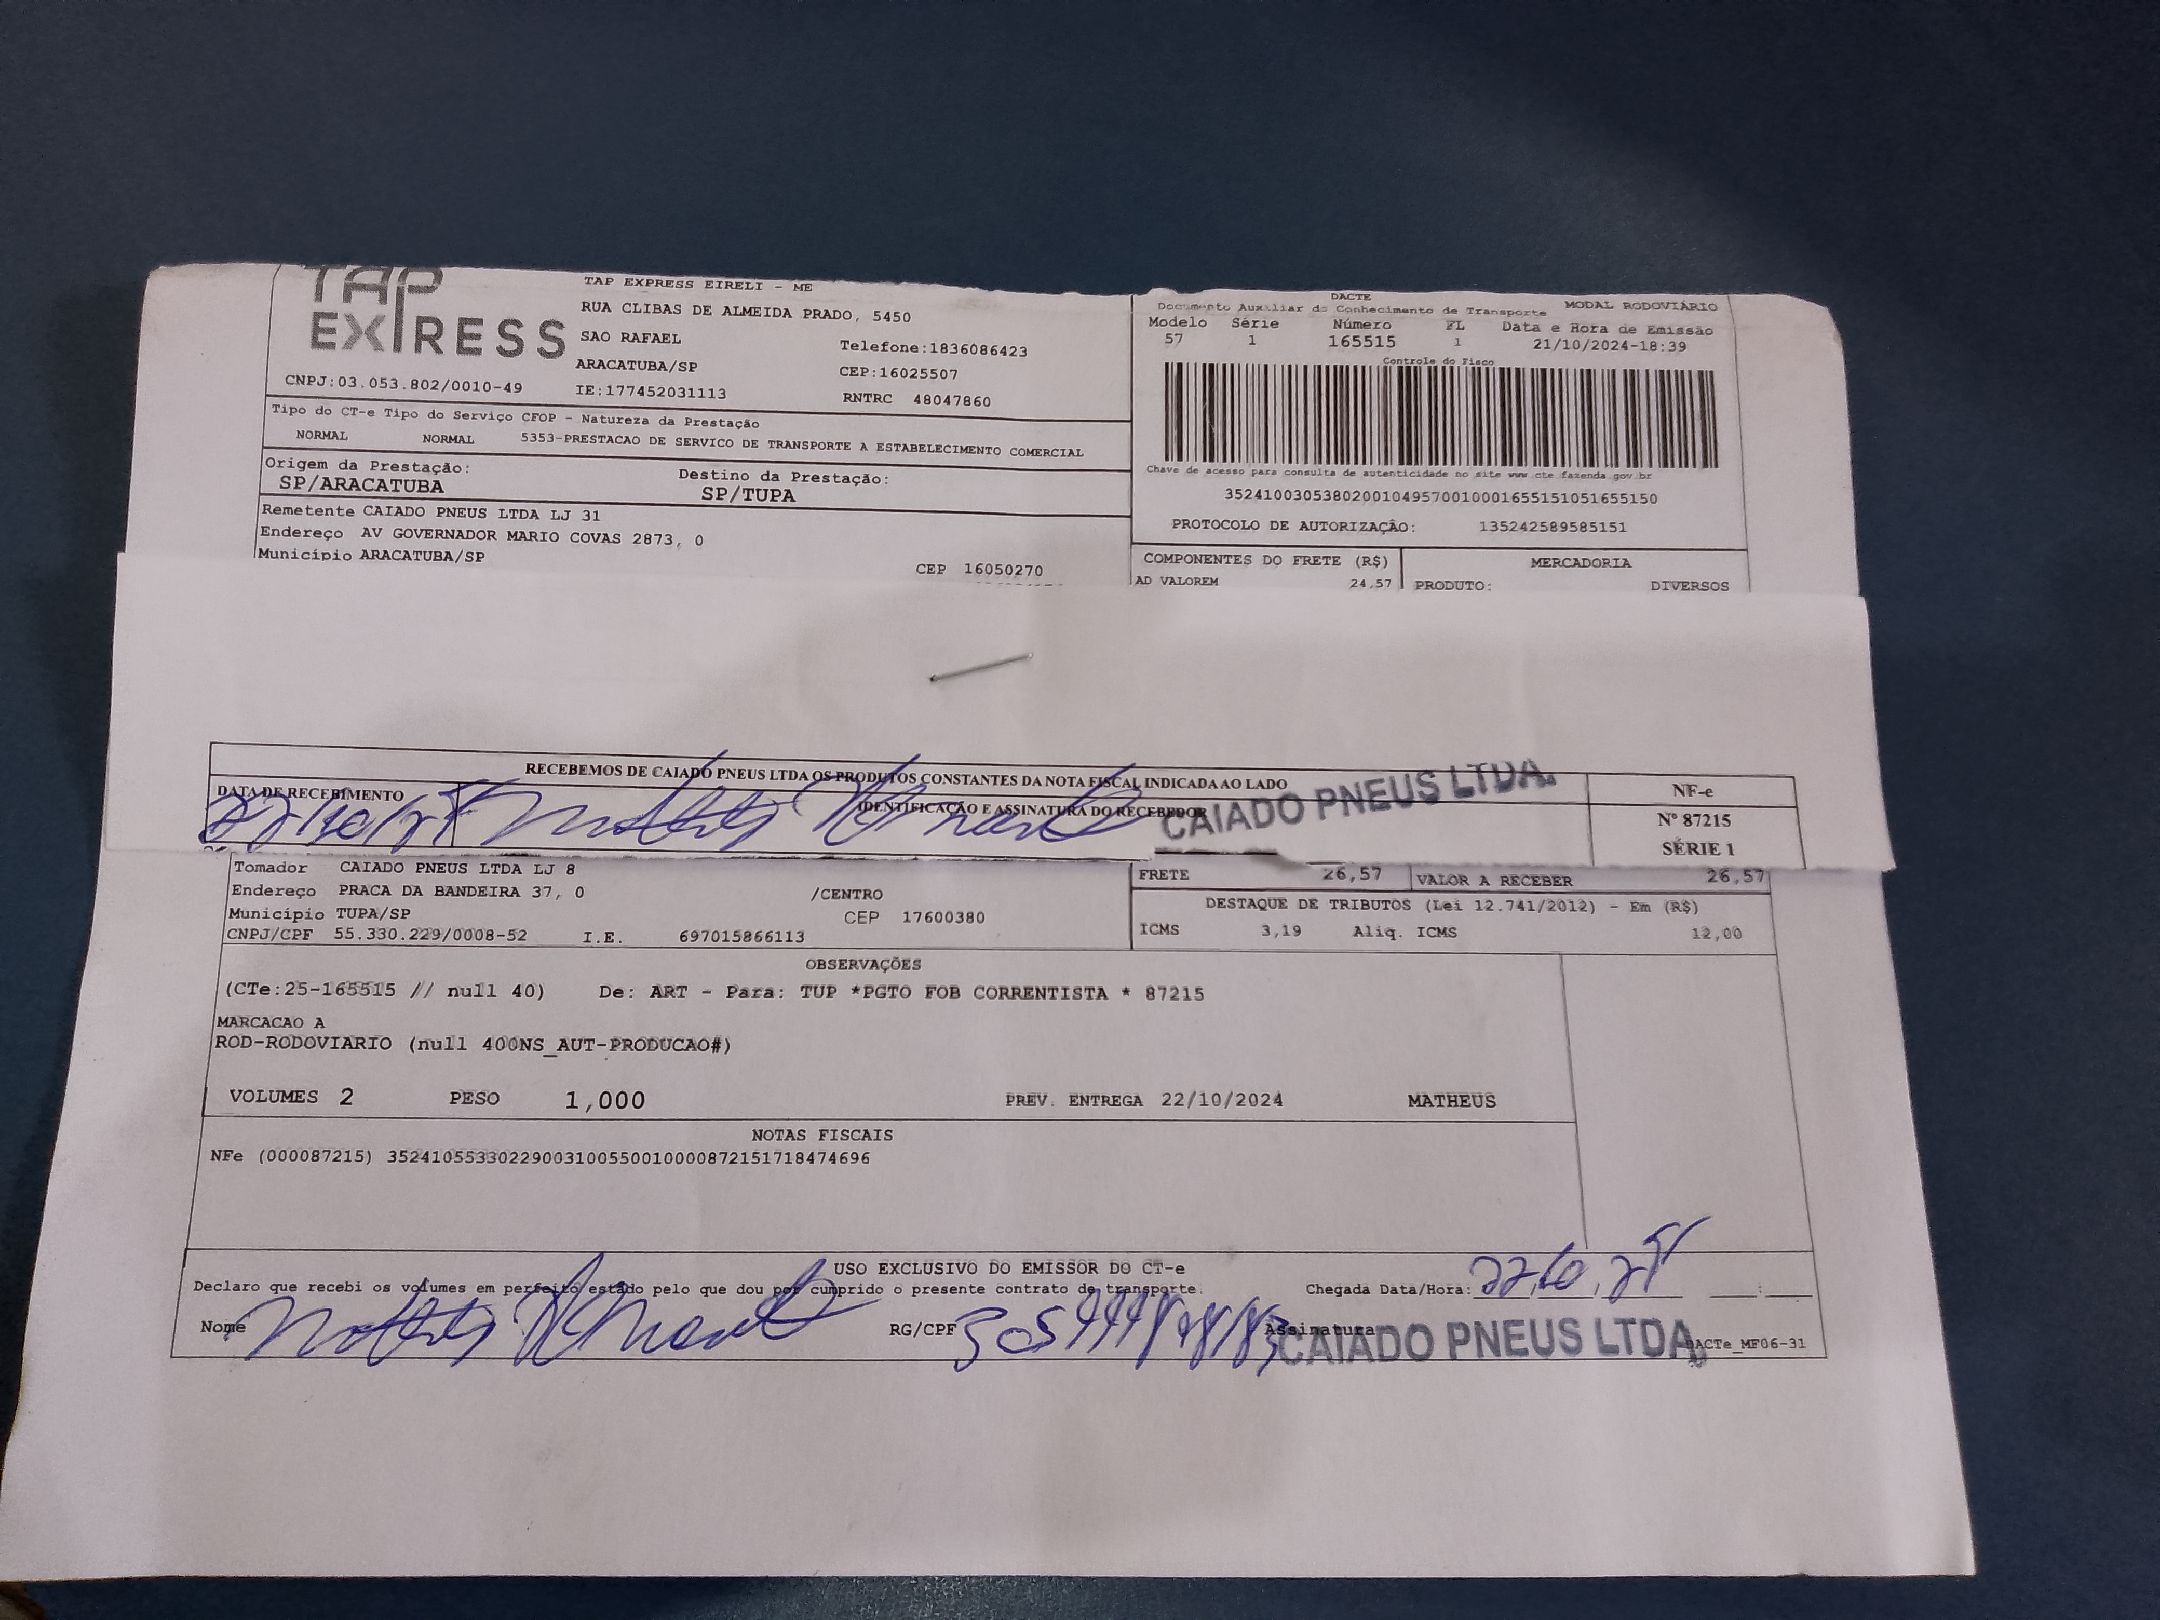 TAP
EXPRESS
TAP EXPRESS EIRELI - ME
RUA CLIBAS DE ALMEIDA PRADO, 5450
SAO RAFAEL
Telefone:1836086423
ARACATUBA/SP
CEP:16025507
CNPJ:03.053.802/0010-49
IE:177452031113
RNTRC 48047860
DACTE
Documento Auxiliar do Conhecimento de Transporte
MODAL RODOVIÁRIO
Modelo Série Número FL Data e Hora de Emissão
57 1 165515 1 21/10/2024-18:39
Controle do Fisco
Chave de acesso para consulta de autenticidade no site www.cte.fazenda.gov.br
35241003053802001049570010001655151051655150
PROTOCOLO DE AUTORIZAÇÃO: 135242589585151
Tipo do CT-e Tipo do Serviço CFOP - Natureza da Prestação
NORMAL NORMAL 5353-PRESTACAO DE SERVICO DE TRANSPORTE A ESTABELECIMENTO COMERCIAL
Origem da Prestação: Destino da Prestação:
SP/ARACATUBA SP/TUPA
Remetente CAIADO PNEUS LTDA LJ 31
Endereço AV GOVERNADOR MARIO COVAS 2873, 0
Município ARACATUBA/SP CEP 16050270
COMPONENTES DO FRETE (R$) MERCADORIA
AD VALOREM 24,57 PRODUTO: DIVERSOS
RECEBEMOS DE CAIADO PNEUS LTDA OS PRODUTOS CONSTANTES DA NOTA FISCAL INDICADA AO LADO
DATA DE RECEBIMENTO
IDENTIFICAÇÃO E ASSINATURA DO RECEBEDOR
22/10/24
CAIADO PNEUS LTDA.
NF-e
Nº 87215
SÉRIE 1
Tomador CAIADO PNEUS LTDA LJ 8
Endereço PRACA DA BANDEIRA 37, 0 /CENTRO
Município TUPA/SP CEP 17600380
CNPJ/CPF 55.330.229/0008-52 I.E. 697015866113
FRETE 26,57 VALOR A RECEBER 26,57
DESTAQUE DE TRIBUTOS (Lei 12.741/2012) - Em (R$)
ICMS 3,19 Aliq. ICMS 12,00
OBSERVAÇÕES
(CTe:25-165515 // null 40) De: ART - Para: TUP *PGTO FOB CORRENTISTA * 87215
MARCACAO A
ROD-RODOVIARIO (null 400NS_AUT-PRODUCAO#)
VOLUMES 2 PESO 1,000 PREV. ENTREGA 22/10/2024 MATHEUS
NOTAS FISCAIS
NFe (000087215) 35241055330229003100550010000872151718474696
USO EXCLUSIVO DO EMISSOR DO CT-e
Declaro que recebi os volumes em perfeito estado pelo que dou por cumprido o presente contrato de transporte.
Chegada Data/Hora: : 
Nome RG/CPF Assinatura
CAIADO PNEUS LTDA.
DACTe_MF06-31